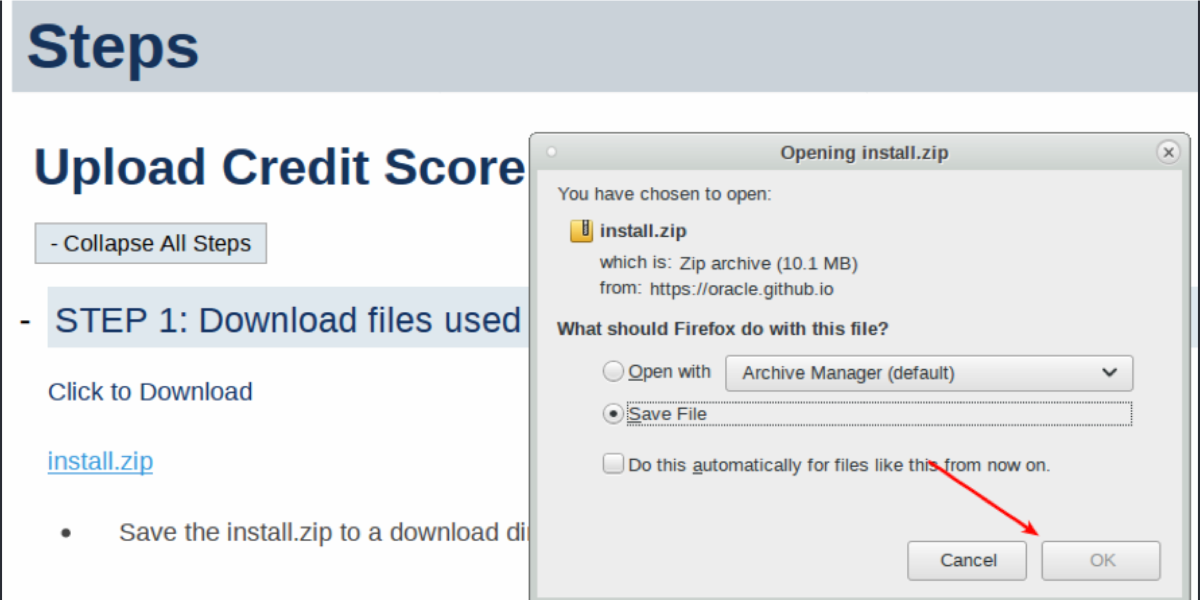 Steps
Upload Credit Score
- Collapse All Steps
- STEP 1: Download files used
Click to Download
install.zip
• Save the install.zip to a download
Opening install.zip
You have chosen to open:
install.zip
which is: Zip archive (10.1 MB)
from: https://oracle.github.io
What should Firefox do with this file?
Open with Archive Manager (default)
Save File
Do this automatically for files like this from now on.
Cancel OK